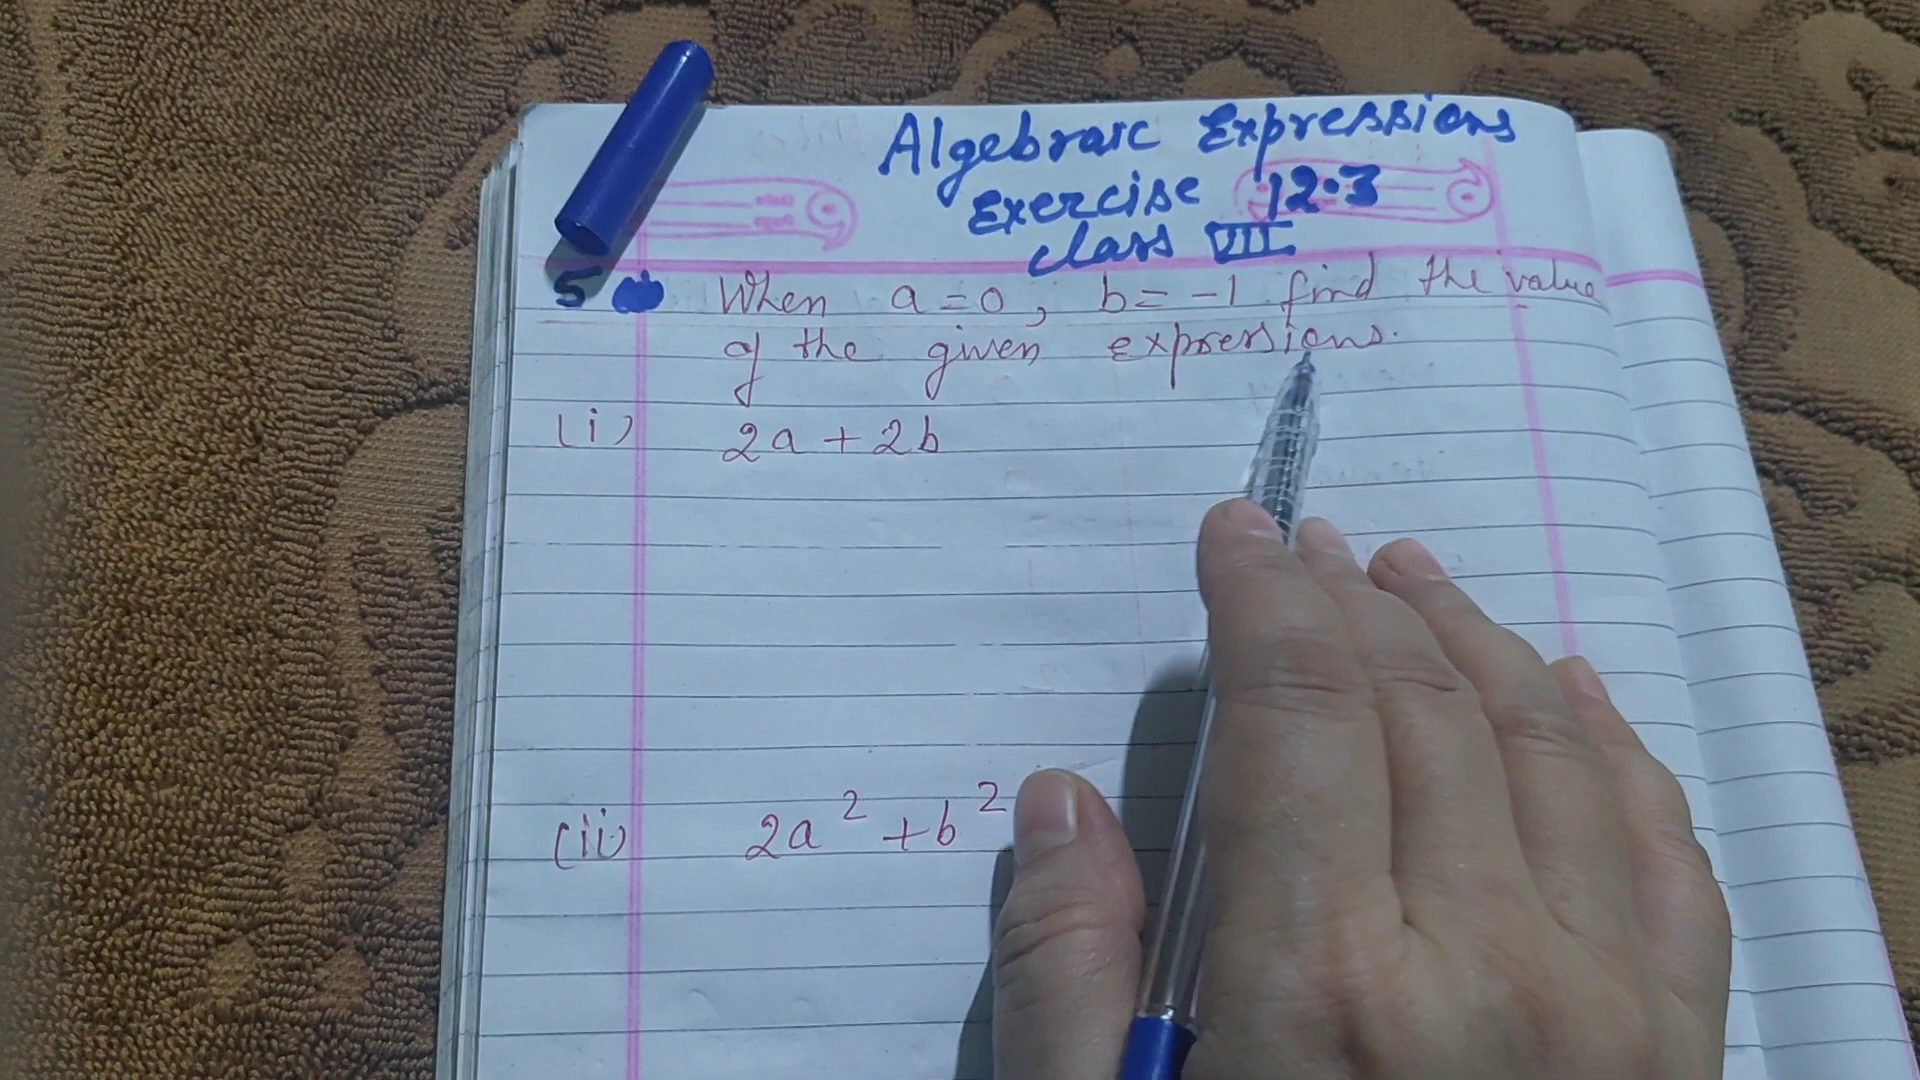 Algebraic Expressions
Exercise 12.3
class VII
5 When a=0, b= -1 find the value
of the given expressions.
(i) 2a+2b
(ii) 2a²+b²